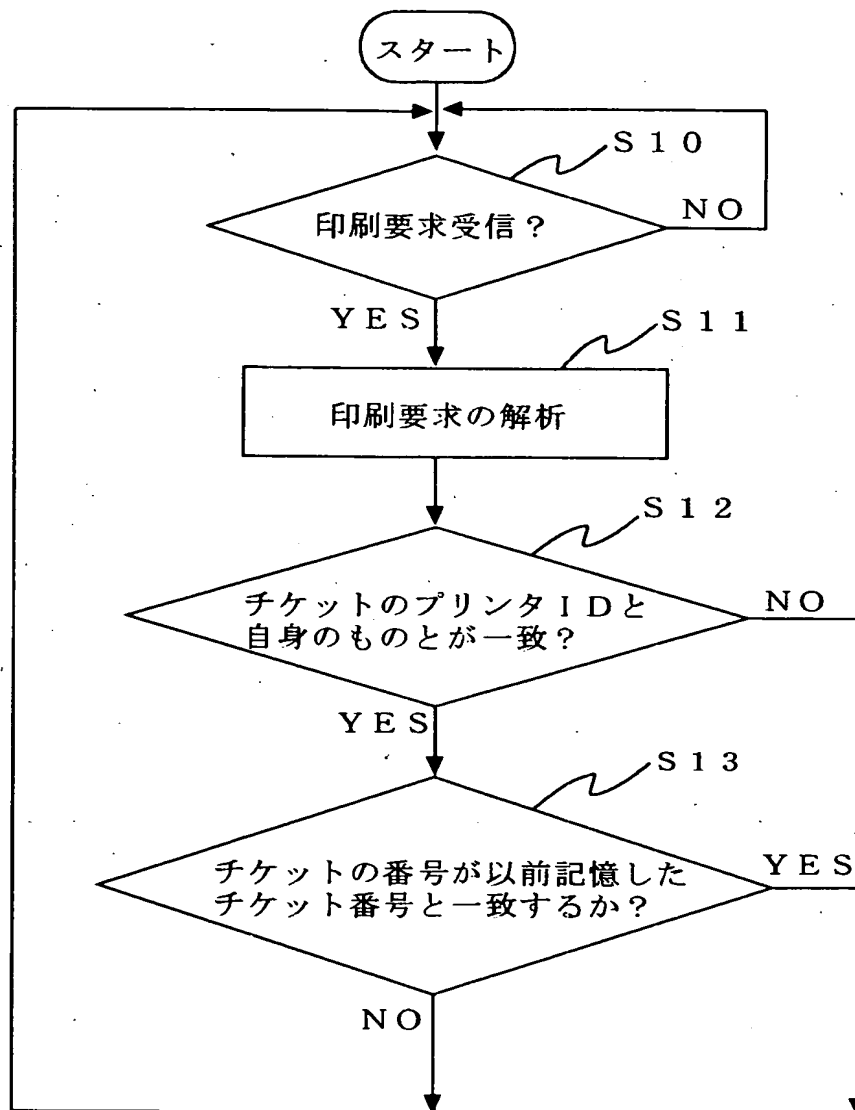 スタート
S10
印刷要求受信？
NO
YES
S11
印刷要求の解析
S12
チケットのプリンタIDと
自身のものとが一致？
NO
YES
S13
チケットの番号が以前記憶した
チケット番号と一致するか？
YES
NO